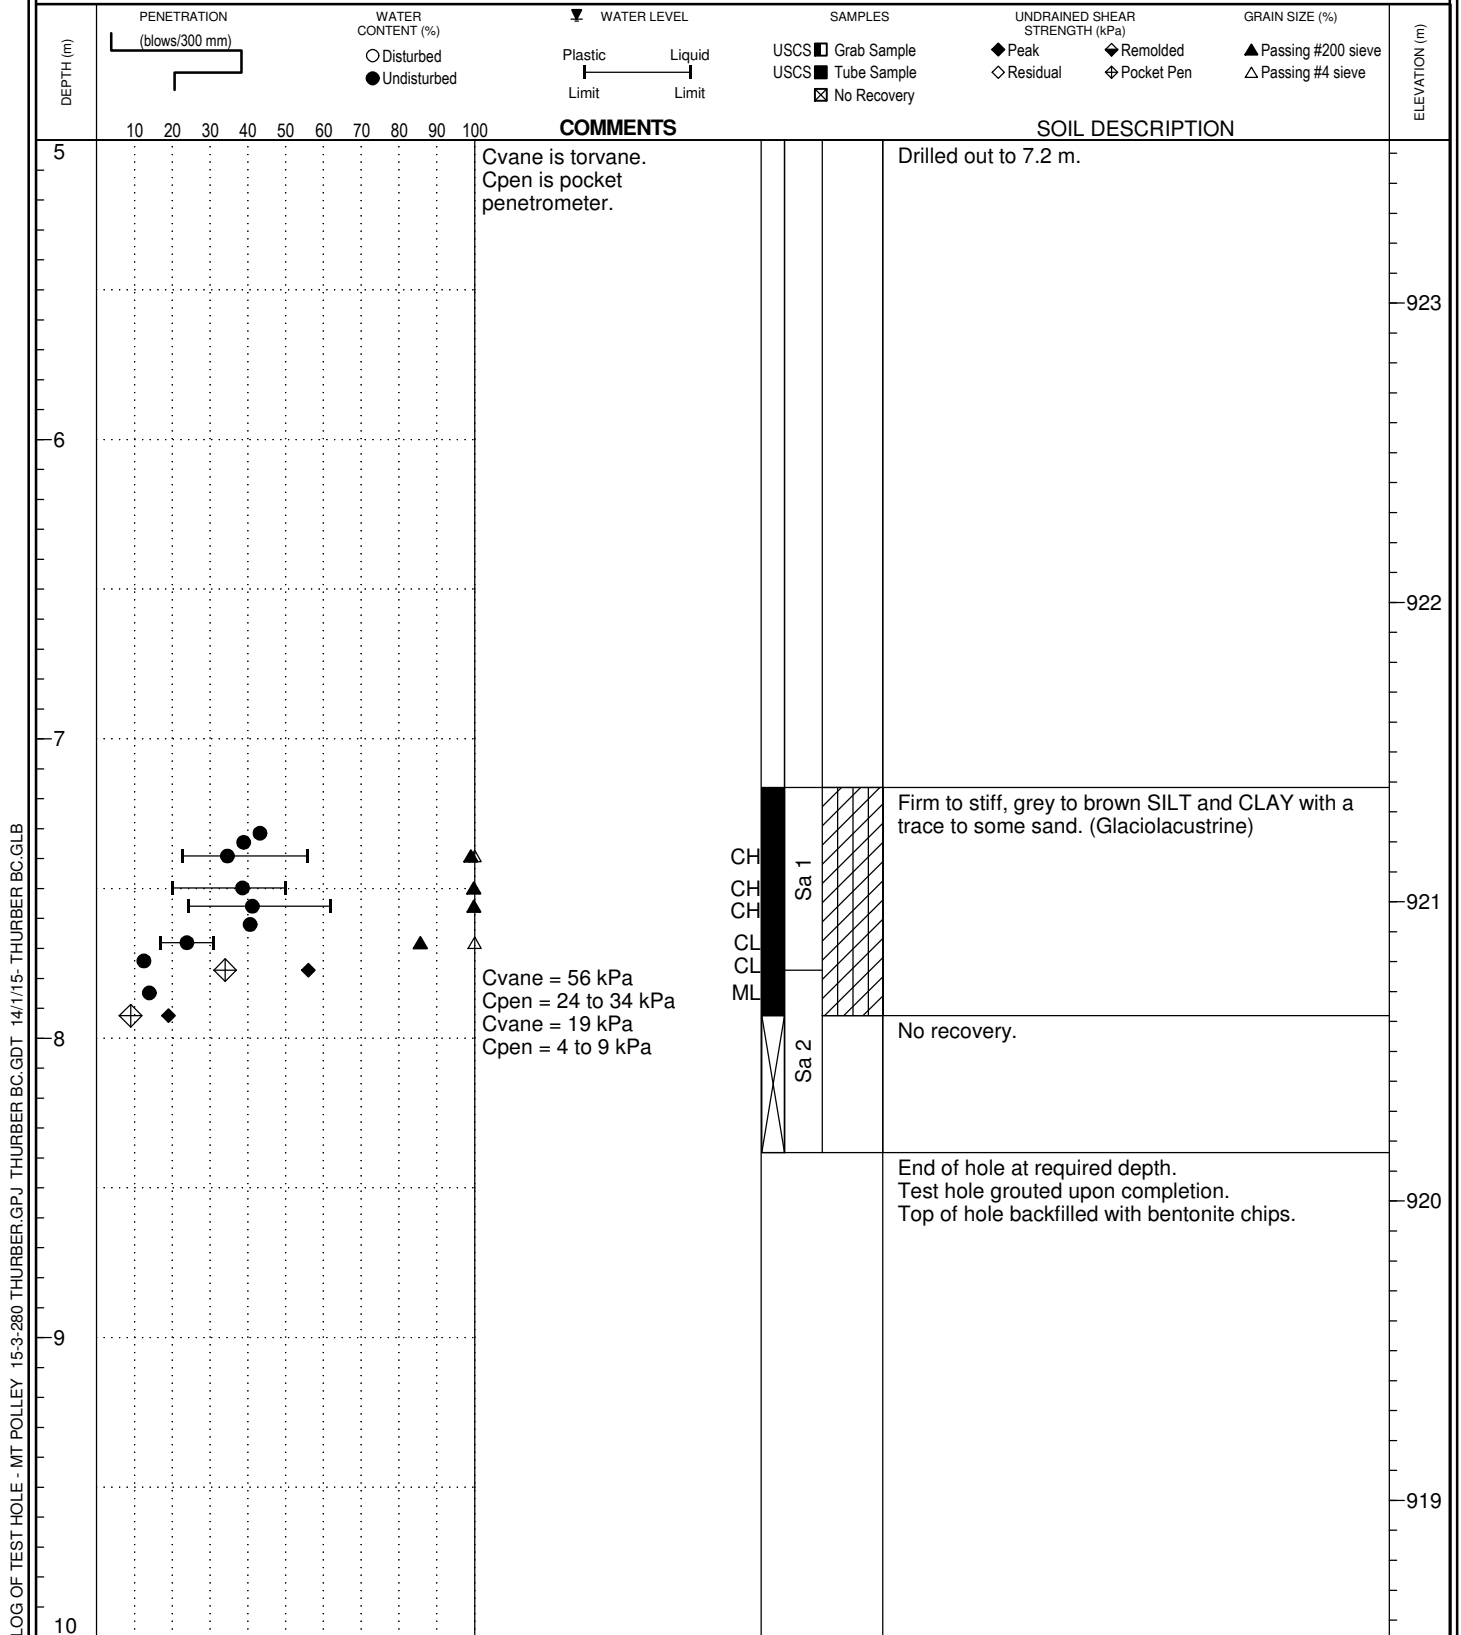 DEPTH (m)
PENETRATION
(blows/300 mm)
WATER
CONTENT (%)
Disturbed
Undisturbed
WATER LEVEL
Plastic Liquid
Limit Limit
SAMPLES
USCS Grab Sample
USCS Tube Sample
No Recovery
UNDRAINED SHEAR
STRENGTH (kPa)
Peak Remolded
Residual Pocket Pen
GRAIN SIZE (%)
Passing #200 sieve
Passing #4 sieve
ELEVATION (m)
10 20 30 40 50 60 70 80 90 100
COMMENTS
SOIL DESCRIPTION
5
Cvane is torvane.
Cpen is pocket
penetrometer.
Drilled out to 7.2 m.
923
6
922
7
Firm to stiff, grey to brown SILT and CLAY with a
trace to some sand. (Glaciolacustrine)
CH
CH
CH
CL
CL
ML
Sa 1
921
Cvane = 56 kPa
Cpen = 24 to 34 kPa
Cvane = 19 kPa
Cpen = 4 to 9 kPa
8
Sa 2
No recovery.
End of hole at required depth.
Test hole grouted upon completion.
Top of hole backfilled with bentonite chips.
920
9
919
10
LOG OF TEST HOLE - MT POLLEY 15-3-280 THURBER.GPJ THURBER BC.GDT 14/1/15- THURBER BC.GLB